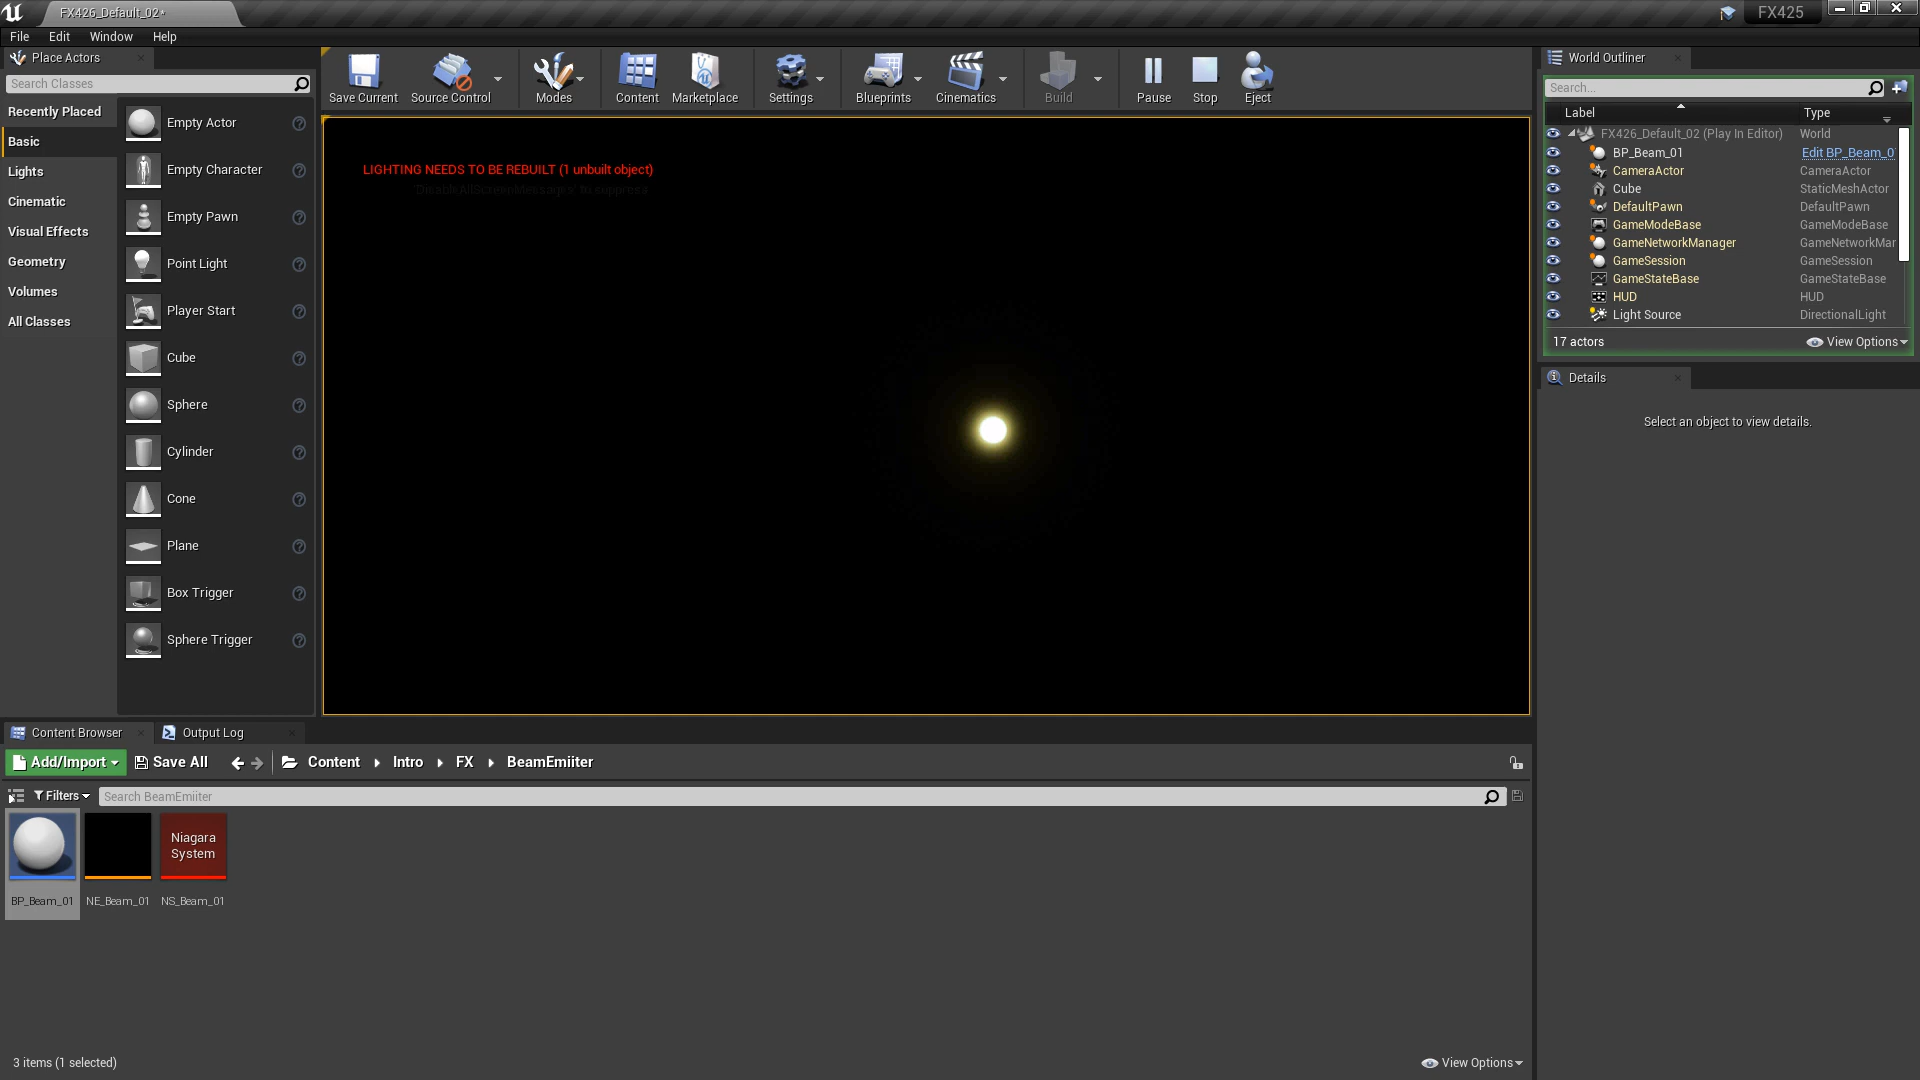 FX426_Default_02*
FX425
File Edit Window Help
Place Actors
Search Classes
Recently Placed
Basic
Lights
Cinematic
Visual Effects
Geometry
Volumes
All Classes
Empty Actor
Empty Character
Empty Pawn
Point Light
Player Start
Cube
Sphere
Cylinder
Cone
Plane
Box Trigger
Sphere Trigger
Save Current Source Control Modes Content Marketplace Settings Blueprints Cinematics Build Pause Stop Eject
LIGHTING NEEDS TO BE REBUILT (1 unbuilt object)
'DisableAllScreenMessages' to suppress
World Outliner
Search...
Label Type
FX426_Default_02 (Play In Editor) World
BP_Beam_01 Edit BP_Beam_0
CameraActor CameraActor
Cube StaticMeshActor
DefaultPawn DefaultPawn
GameModeBase GameModeBase
GameNetworkManager GameNetworkMar
GameSession GameSession
GameStateBase GameStateBase
HUD HUD
Light Source DirectionalLight
17 actors View Options
Details
Select an object to view details.
Content Browser Output Log
Add/Import Save All Content Intro FX BeamEmiiter
Filters Search BeamEmiiter
Niagara
System
BP_Beam_01 NE_Beam_01 NS_Beam_01
3 items (1 selected) View Options